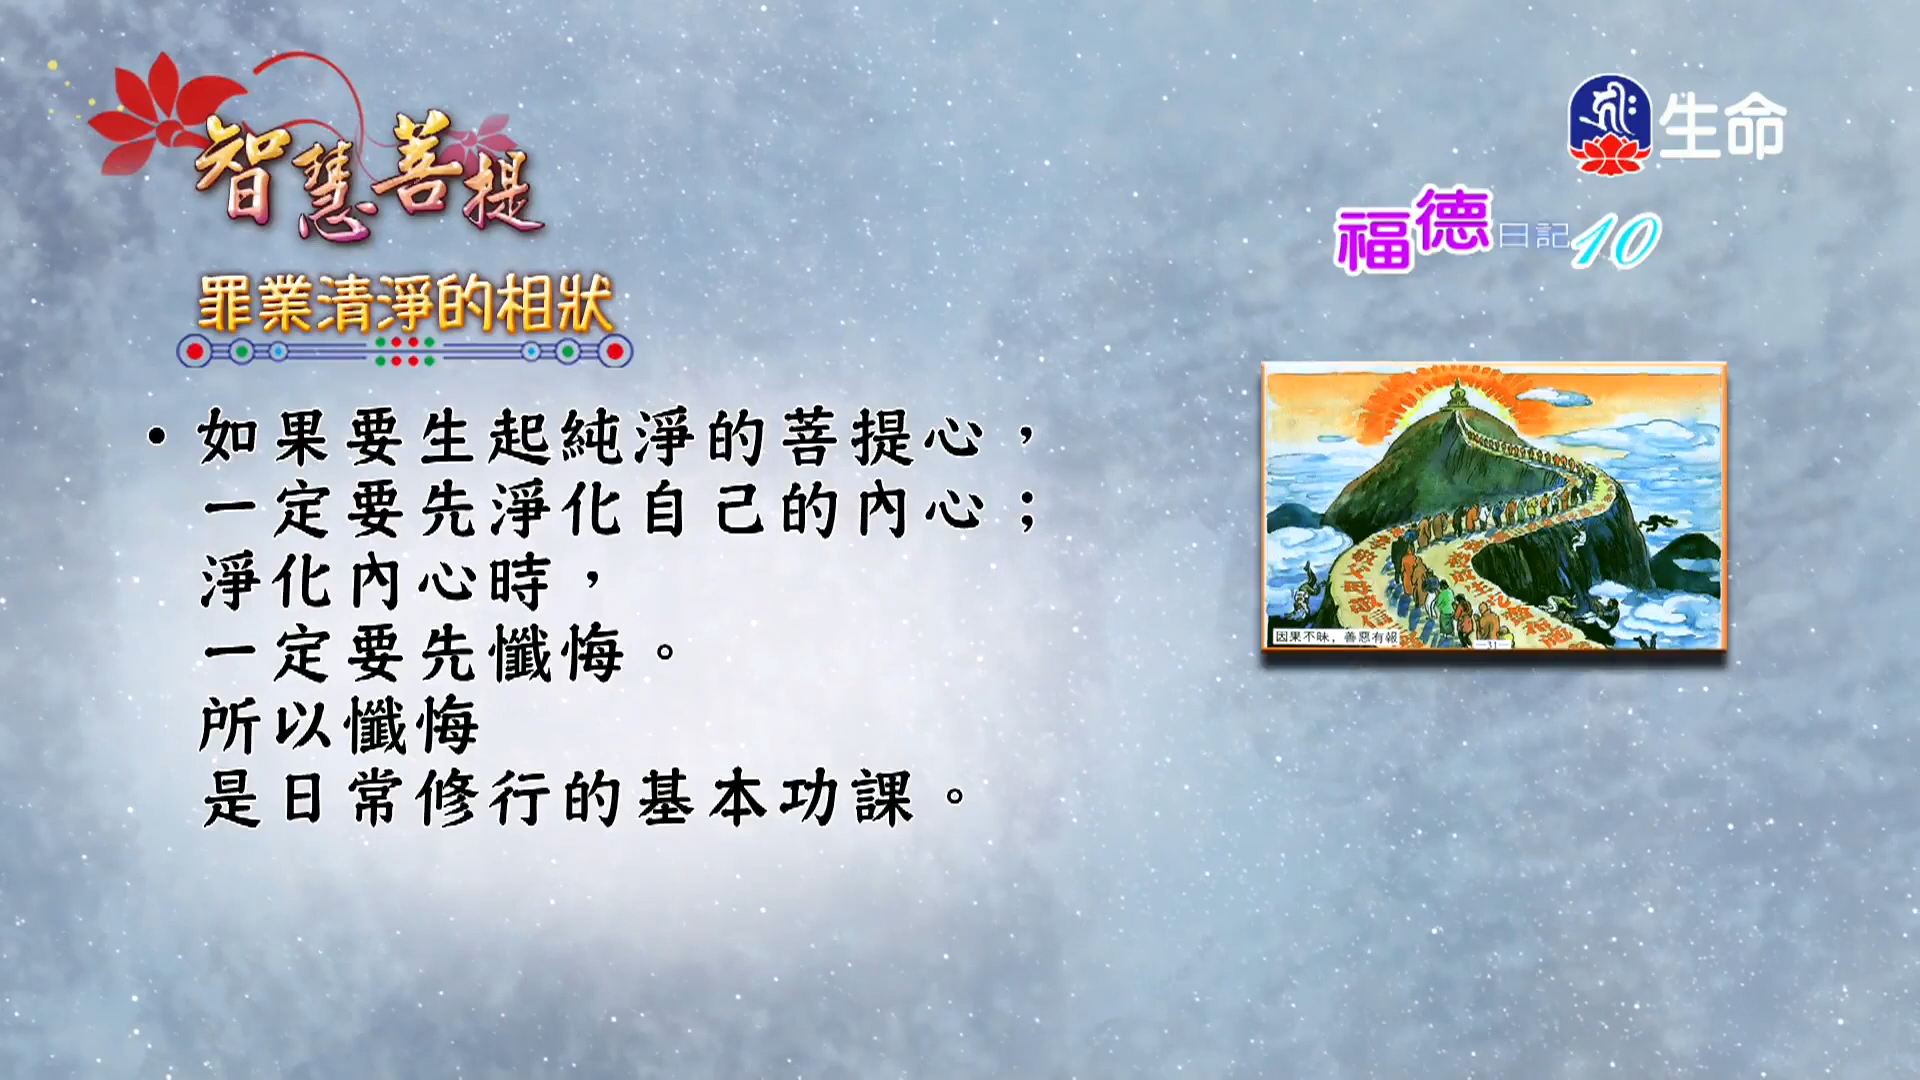 智慧菩提
生命
福德日記10
罪業清淨的相狀
• 如果要生起純淨的菩提心，
一定要先淨化自己的內心；
淨化內心時，
一定要先懺悔。
所以懺悔
是日常修行的基本功課。
因果不昧，善惡有報
—31—